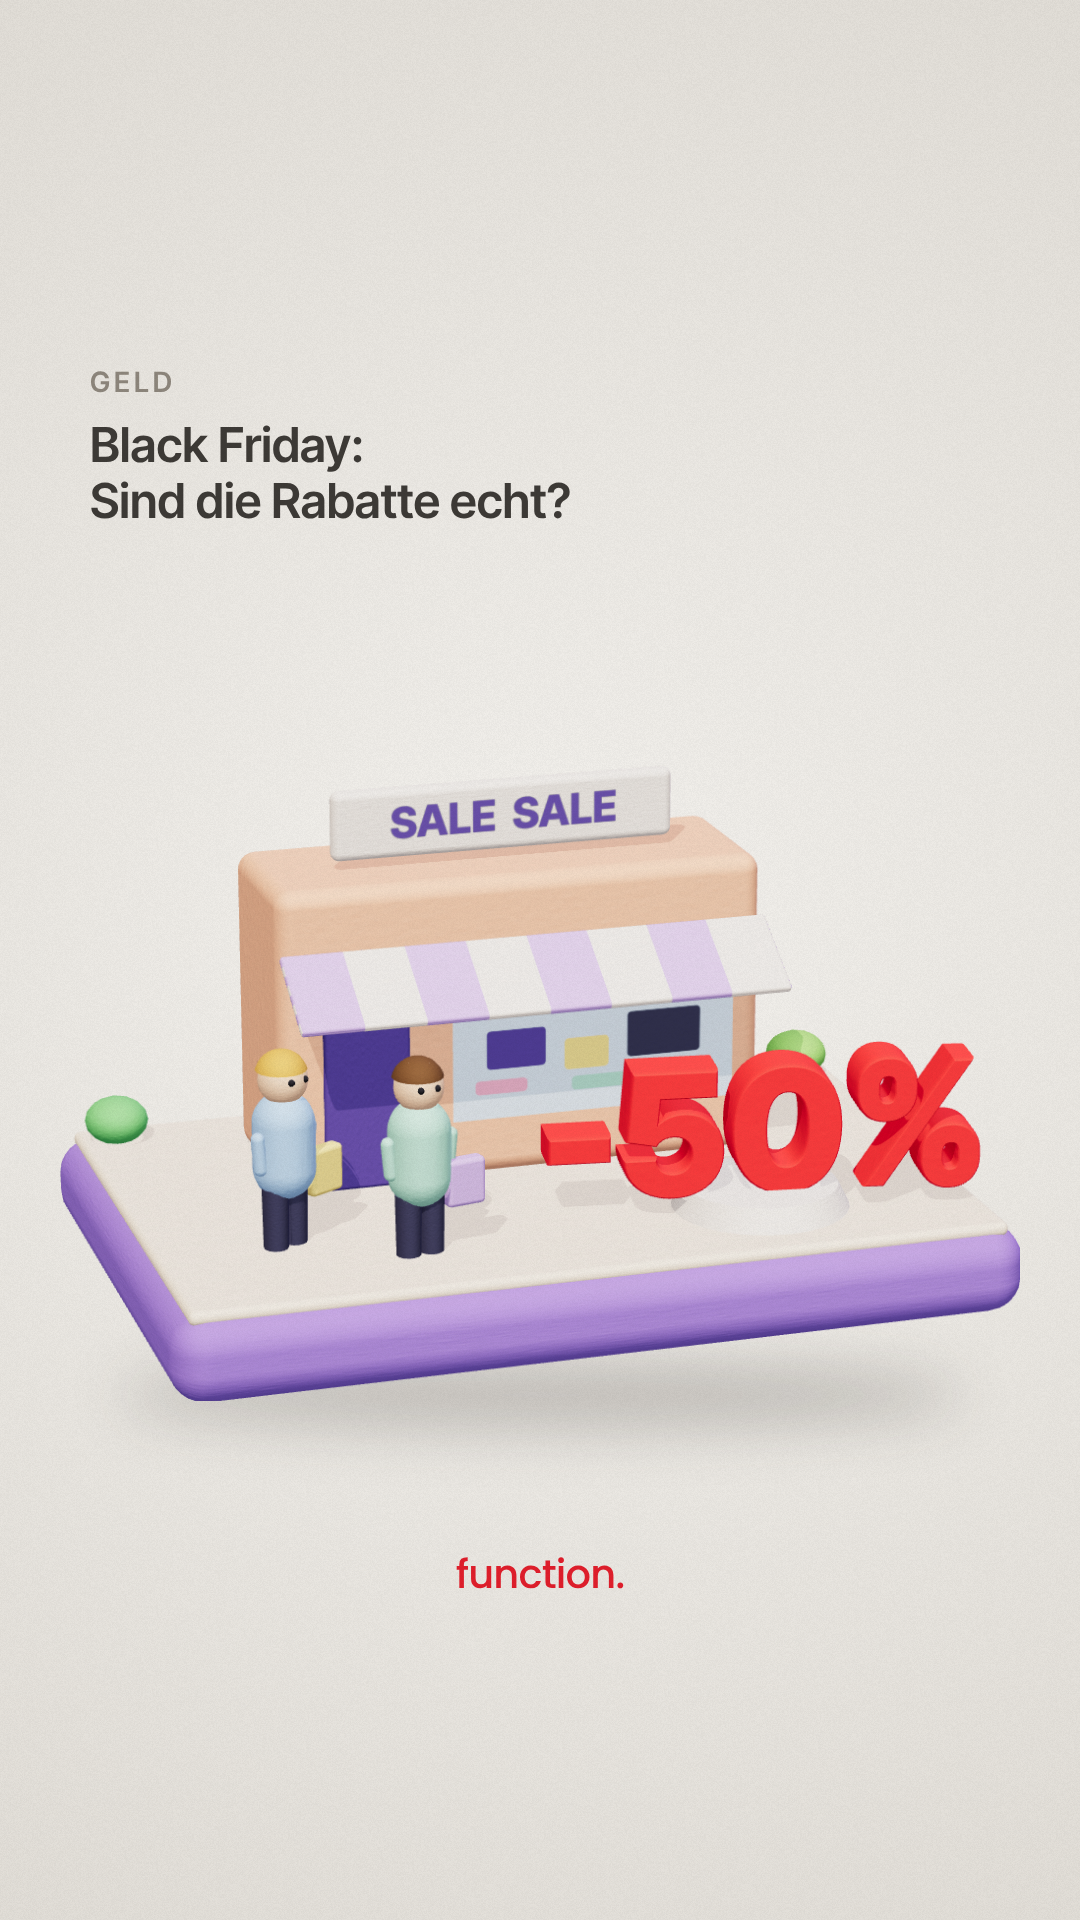 GELD
Black Friday:
Sind die Rabatte echt?
SALE SALE
-50%
function.